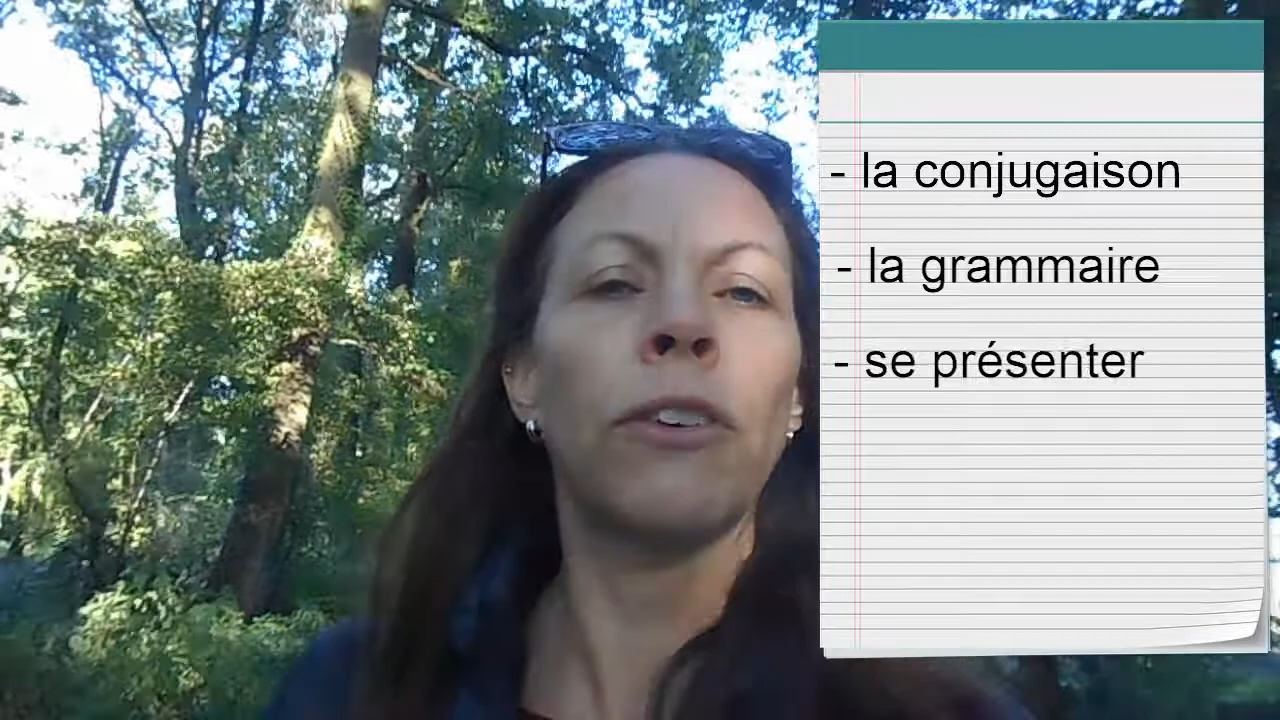 - la conjugaison
- la grammaire
- se présenter